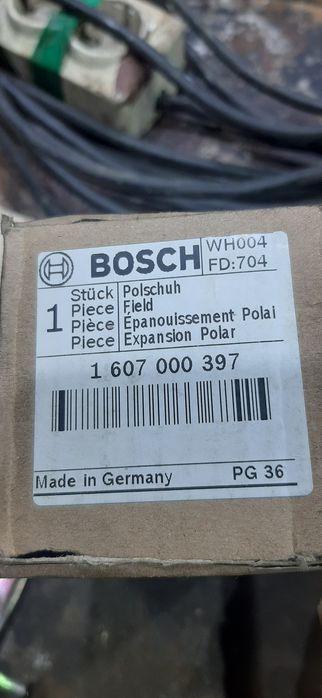 BOSCH
WH004
FD:704
1
Stück Polschuh
Piece Field
Pièce Épanouissement Polai
Piece Expansion Polar
1 607 000 397
Made in Germany PG 36